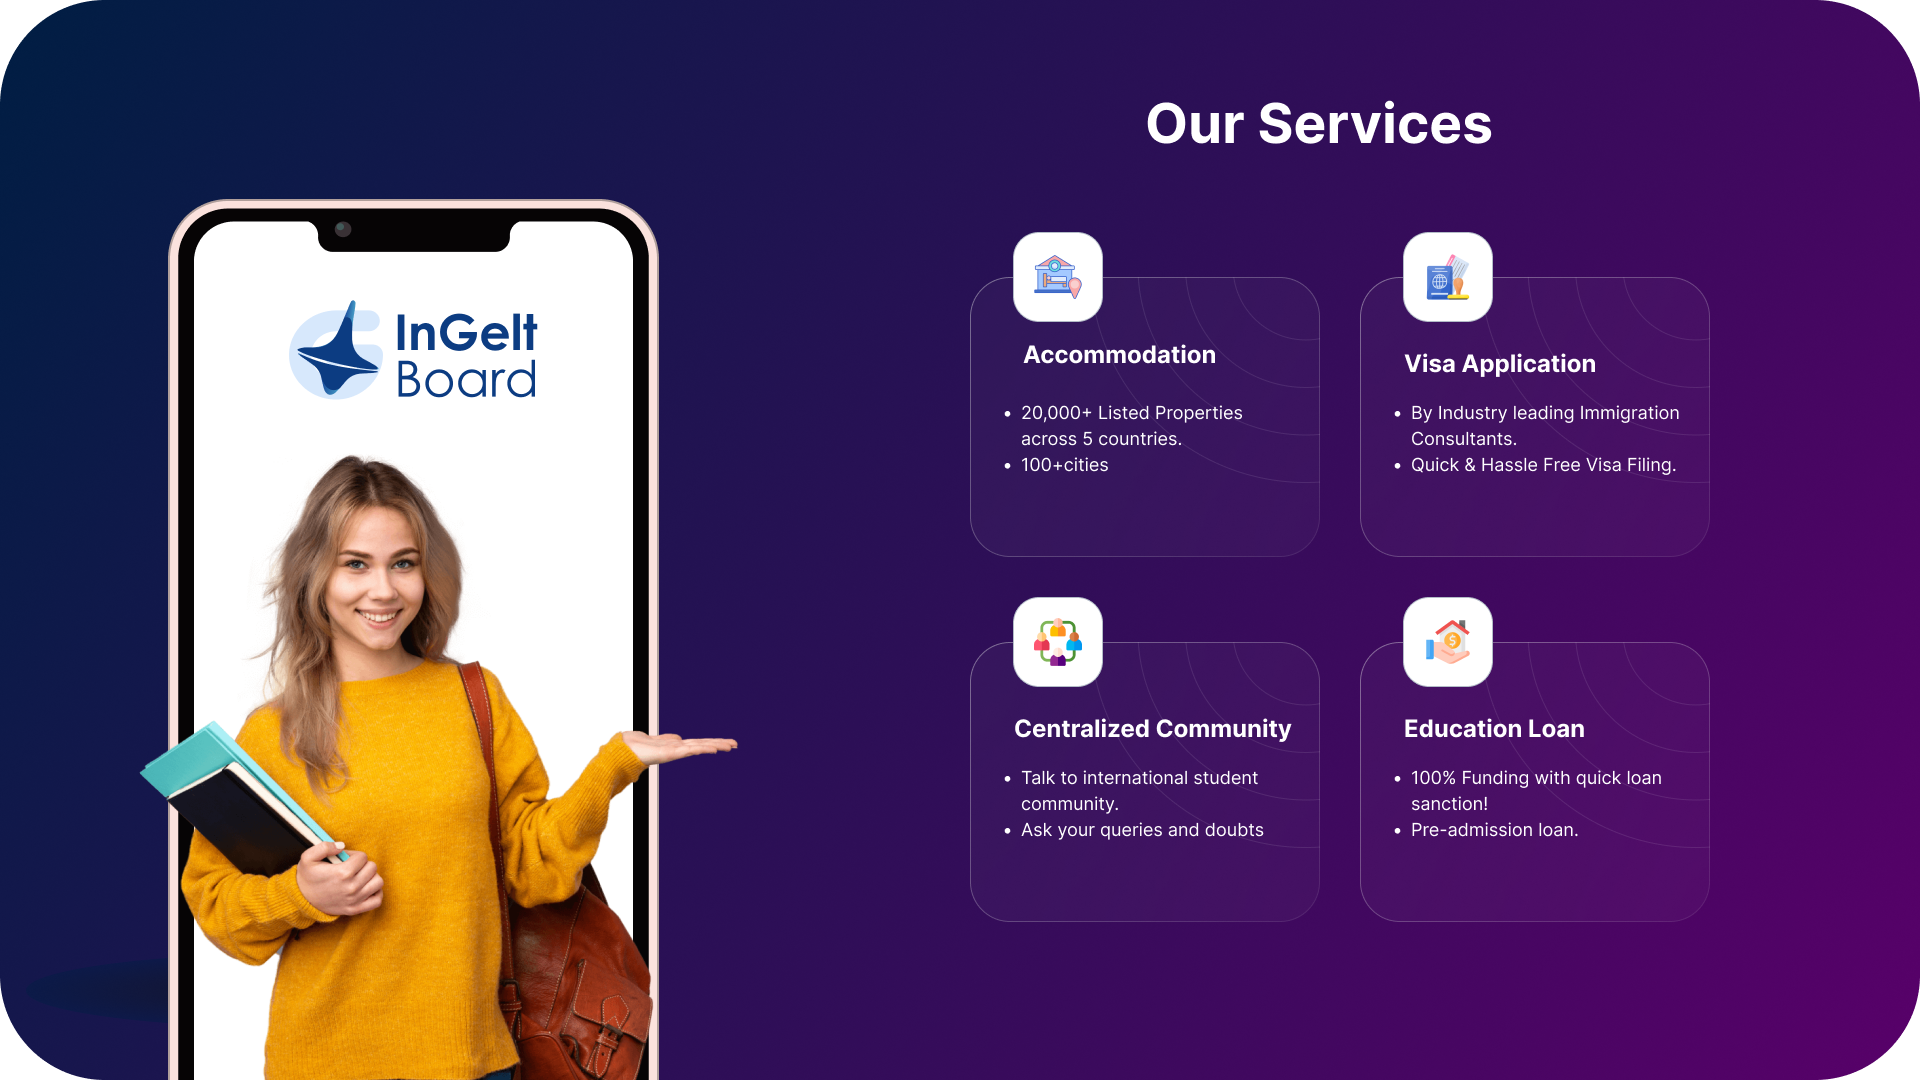 InGelt
Board
Our Services
Accommodation
• 20,000+ Listed Properties
across 5 countries.
• 100+cities
Visa Application
• By Industry leading Immigration
Consultants.
• Quick & Hassle Free Visa Filing.
Centralized Community
• Talk to international student
community.
• Ask your queries and doubts
Education Loan
• 100% Funding with quick loan
sanction!
• Pre-admission loan.